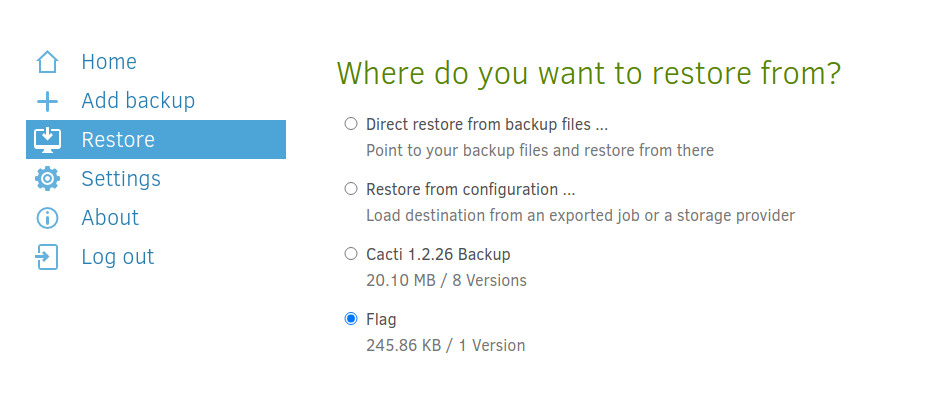 Home
Add backup
Restore
Settings
About
Log out
Where do you want to restore from?
Direct restore from backup files ...
Point to your backup files and restore from there
Restore from configuration ...
Load destination from an exported job or a storage provider
Cacti 1.2.26 Backup
20.10 MB / 8 Versions
Flag
245.86 KB / 1 Version